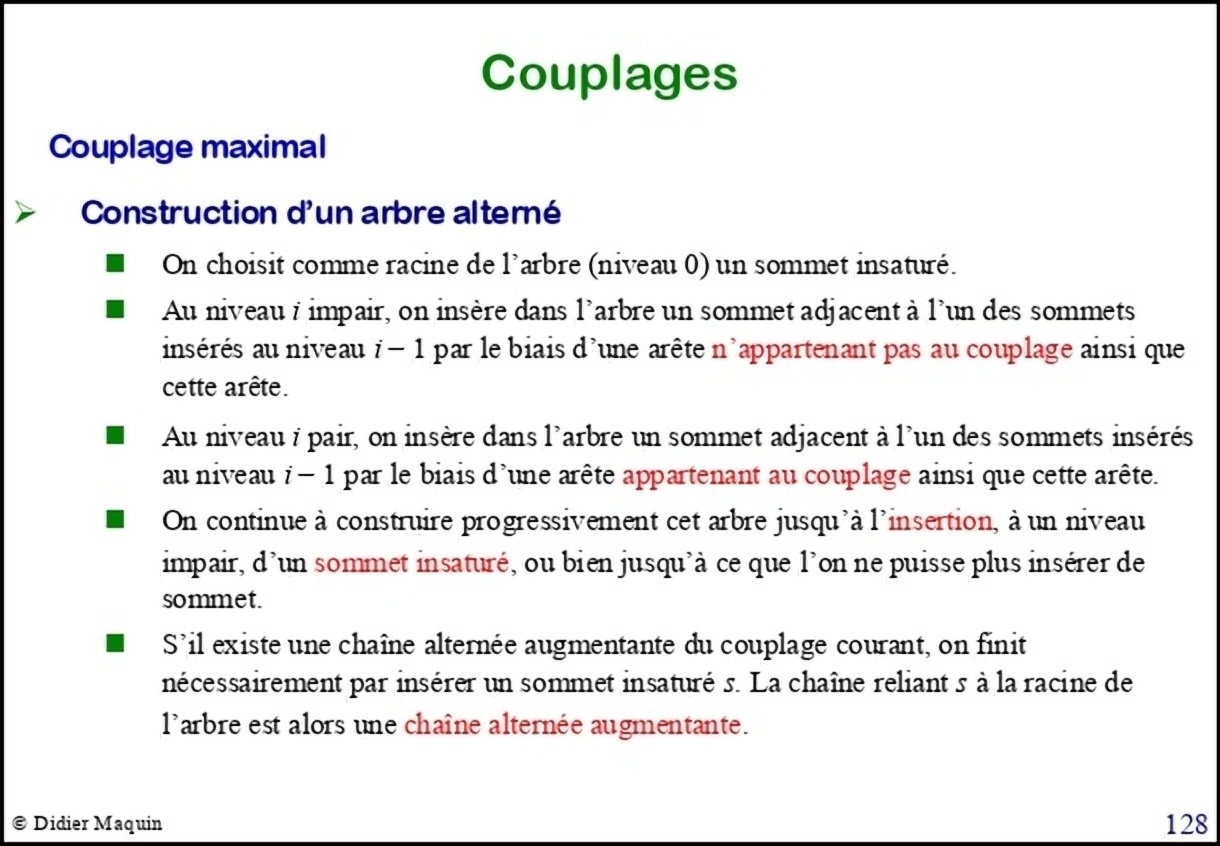 Couplages
Couplage maximal
Construction d'un arbre alterné
On choisit comme racine de l'arbre (niveau 0) un sommet insaturé.
Au niveau i impair, on insère dans l'arbre un sommet adjacent à l'un des sommets
insérés au niveau i – 1 par le biais d'une arête n'appartenant pas au couplage ainsi que
cette arête.
Au niveau i pair, on insère dans l'arbre un sommet adjacent à l'un des sommets insérés
au niveau i – 1 par le biais d'une arête appartenant au couplage ainsi que cette arête.
On continue à construire progressivement cet arbre jusqu'à l'insertion, à un niveau
impair, d'un sommet insaturé, ou bien jusqu'à ce que l'on ne puisse plus insérer de
sommet.
S'il existe une chaîne alternée augmentante du couplage courant, on finit
nécessairement par insérer un sommet insaturé s. La chaîne reliant s à la racine de
l'arbre est alors une chaîne alternée augmentante.
© Didier Maquin
128